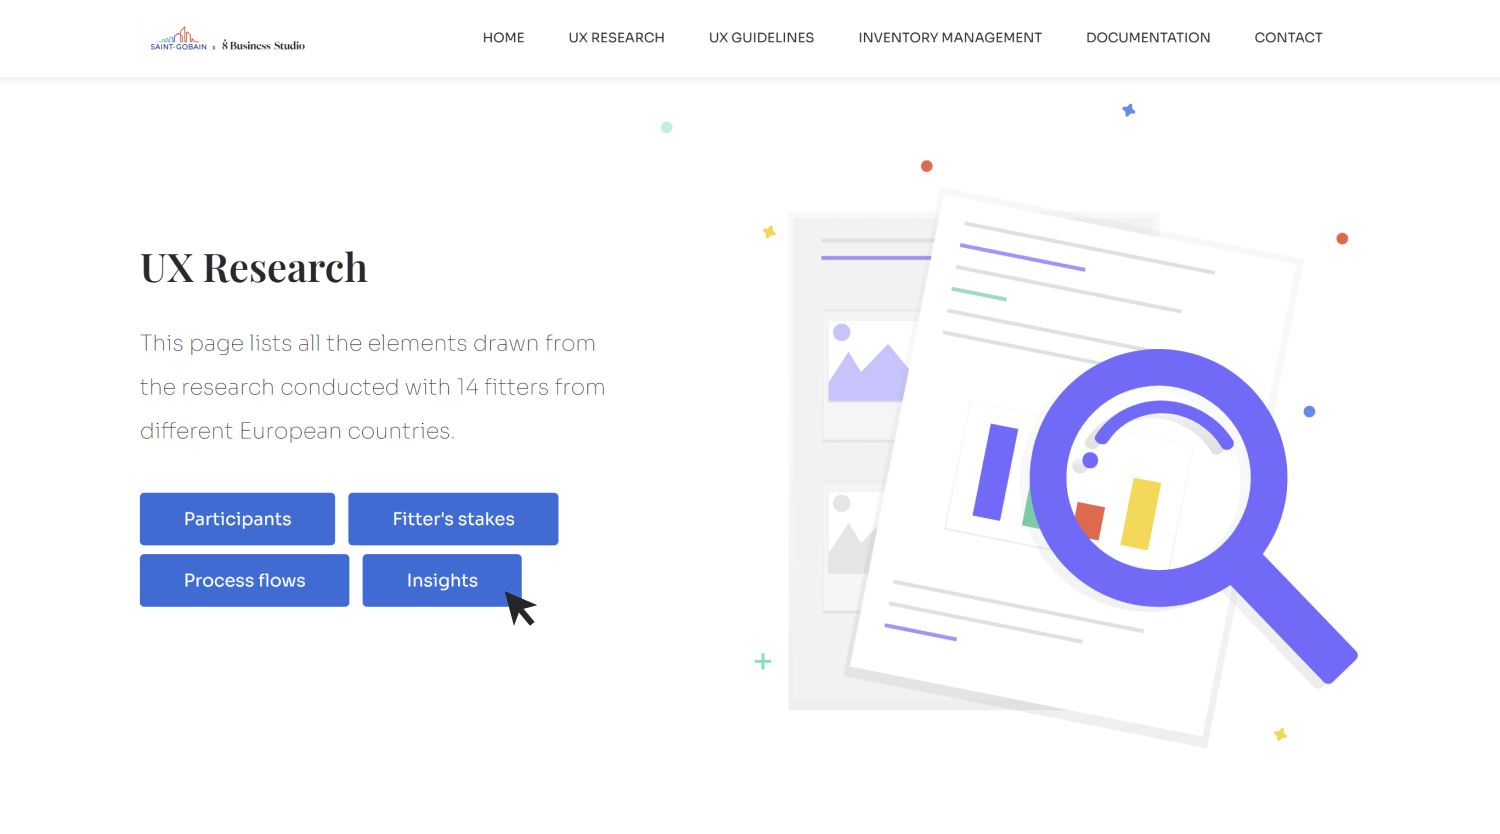 SAINT-GOBAIN x 8 Business Studio
HOME UX RESEARCH UX GUIDELINES INVENTORY MANAGEMENT DOCUMENTATION CONTACT
UX Research
This page lists all the elements drawn from
the research conducted with 14 fitters from
different European countries.
Participants Fitter's stakes
Process flows Insights